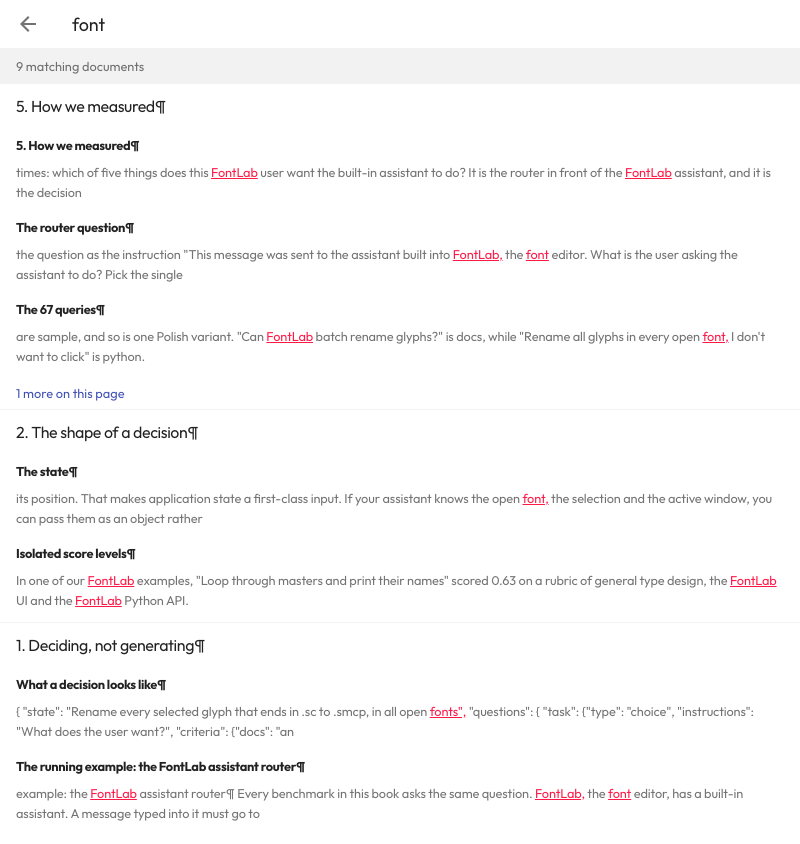 font
9 matching documents
5. How we measured¶
5. How we measured¶
times: which of five things does this FontLab user want the built-in assistant to do? It is the router in front of the FontLab assistant, and it is
the decision
The router question¶
the question as the instruction "This message was sent to the assistant built into FontLab, the font editor. What is the user asking the
assistant to do? Pick the single
The 67 queries¶
are sample, and so is one Polish variant. "Can FontLab batch rename glyphs?" is docs, while "Rename all glyphs in every open font, I don't
want to click" is python.
1 more on this page
2. The shape of a decision¶
The state¶
its position. That makes application state a first-class input. If your assistant knows the open font, the selection and the active window, you
can pass them as an object rather
Isolated score levels¶
In one of our FontLab examples, "Loop through masters and print their names" scored 0.63 on a rubric of general type design, the FontLab
UI and the FontLab Python API.
1. Deciding, not generating¶
What a decision looks like¶
{ "state": "Rename every selected glyph that ends in .sc to .smcp, in all open fonts", "questions": { "task": {"type": "choice", "instructions":
"What does the user want?", "criteria": {"docs": "an
The running example: the FontLab assistant router¶
example: the FontLab assistant router¶ Every benchmark in this book asks the same question. FontLab, the font editor, has a built-in
assistant. A message typed into it must go to